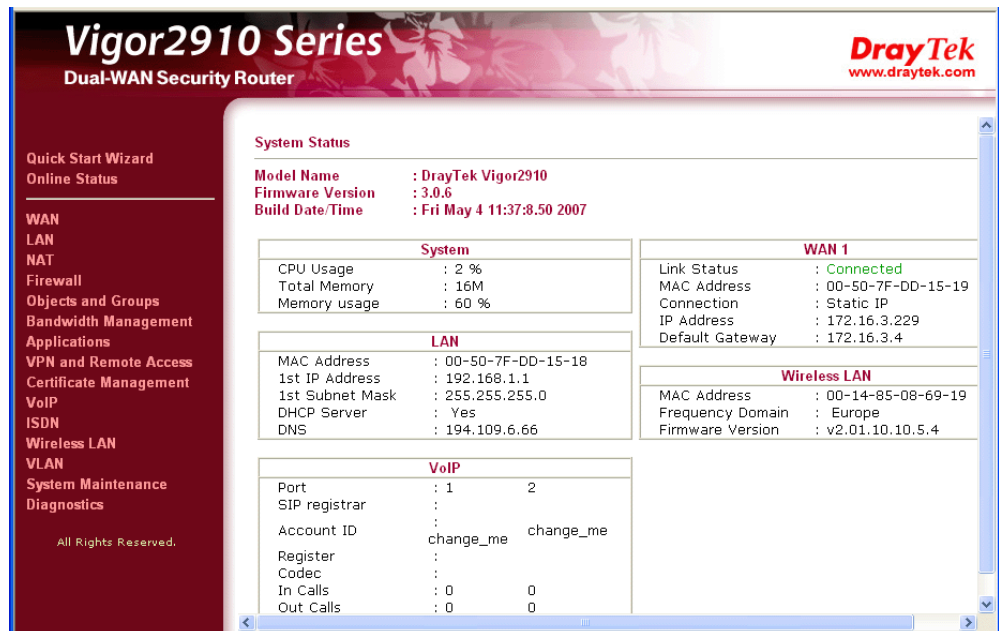 Vigor2910 Series
Dual-WAN Security Router
DrayTek
www.draytek.com
Quick Start Wizard
Online Status
WAN
LAN
NAT
Firewall
Objects and Groups
Bandwidth Management
Applications
VPN and Remote Access
Certificate Management
VoIP
ISDN
Wireless LAN
VLAN
System Maintenance
Diagnostics
All Rights Reserved.
System Status
Model Name : DrayTek Vigor2910
Firmware Version : 3.0.6
Build Date/Time : Fri May 4 11:37:8.50 2007
System
CPU Usage : 2 %
Total Memory : 16M
Memory usage : 60 %
LAN
MAC Address : 00-50-7F-DD-15-18
1st IP Address : 192.168.1.1
1st Subnet Mask : 255.255.255.0
DHCP Server : Yes
DNS : 194.109.6.66
VoIP
Port : 1 2
SIP registrar :
Account ID : change_me change_me
Register :
Codec :
In Calls : 0 0
Out Calls : 0 0
WAN 1
Link Status : Connected
MAC Address : 00-50-7F-DD-15-19
Connection : Static IP
IP Address : 172.16.3.229
Default Gateway : 172.16.3.4
Wireless LAN
MAC Address : 00-14-85-08-69-19
Frequency Domain : Europe
Firmware Version : v2.01.10.10.5.4